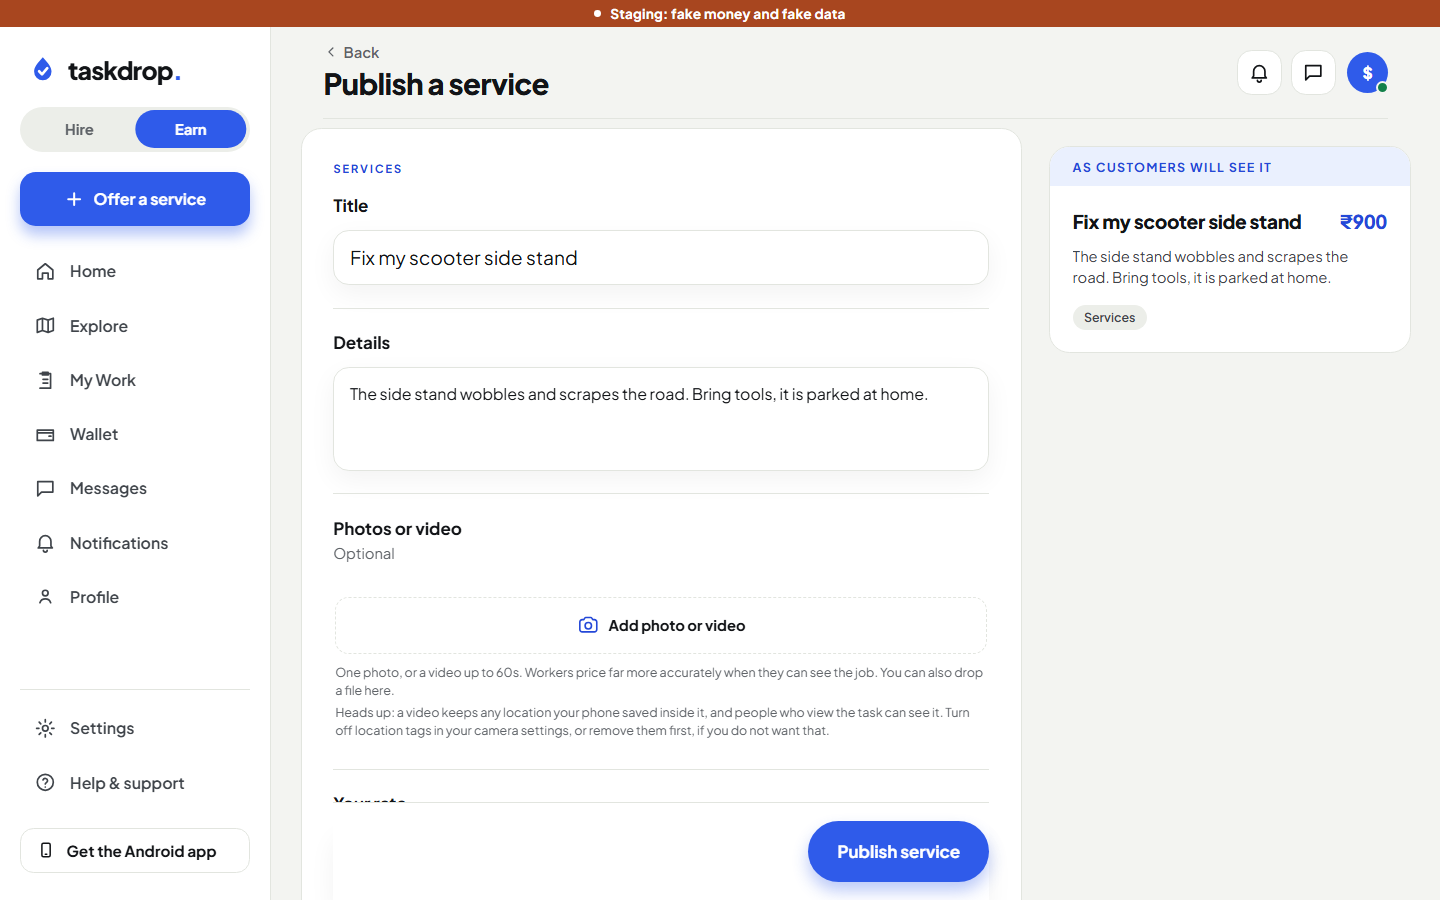 Staging: fake money and fake data
taskdrop.
Hire
Earn
Offer a service
Home
Explore
My Work
Wallet
Messages
Notifications
Profile
Settings
Help & support
Get the Android app
Back
Publish a service
$
SERVICES
Title
Fix my scooter side stand
Details
The side stand wobbles and scrapes the road. Bring tools, it is parked at home.
Photos or video
Optional
Add photo or video
One photo, or a video up to 60s. Workers price far more accurately when they can see the job. You can also drop
a file here.
Heads up: a video keeps any location your phone saved inside it, and people who view the task can see it. Turn
off location tags in your camera settings, or remove them first, if you do not want that.
Your rate
Publish service
AS CUSTOMERS WILL SEE IT
Fix my scooter side stand
₹900
The side stand wobbles and scrapes the
road. Bring tools, it is parked at home.
Services